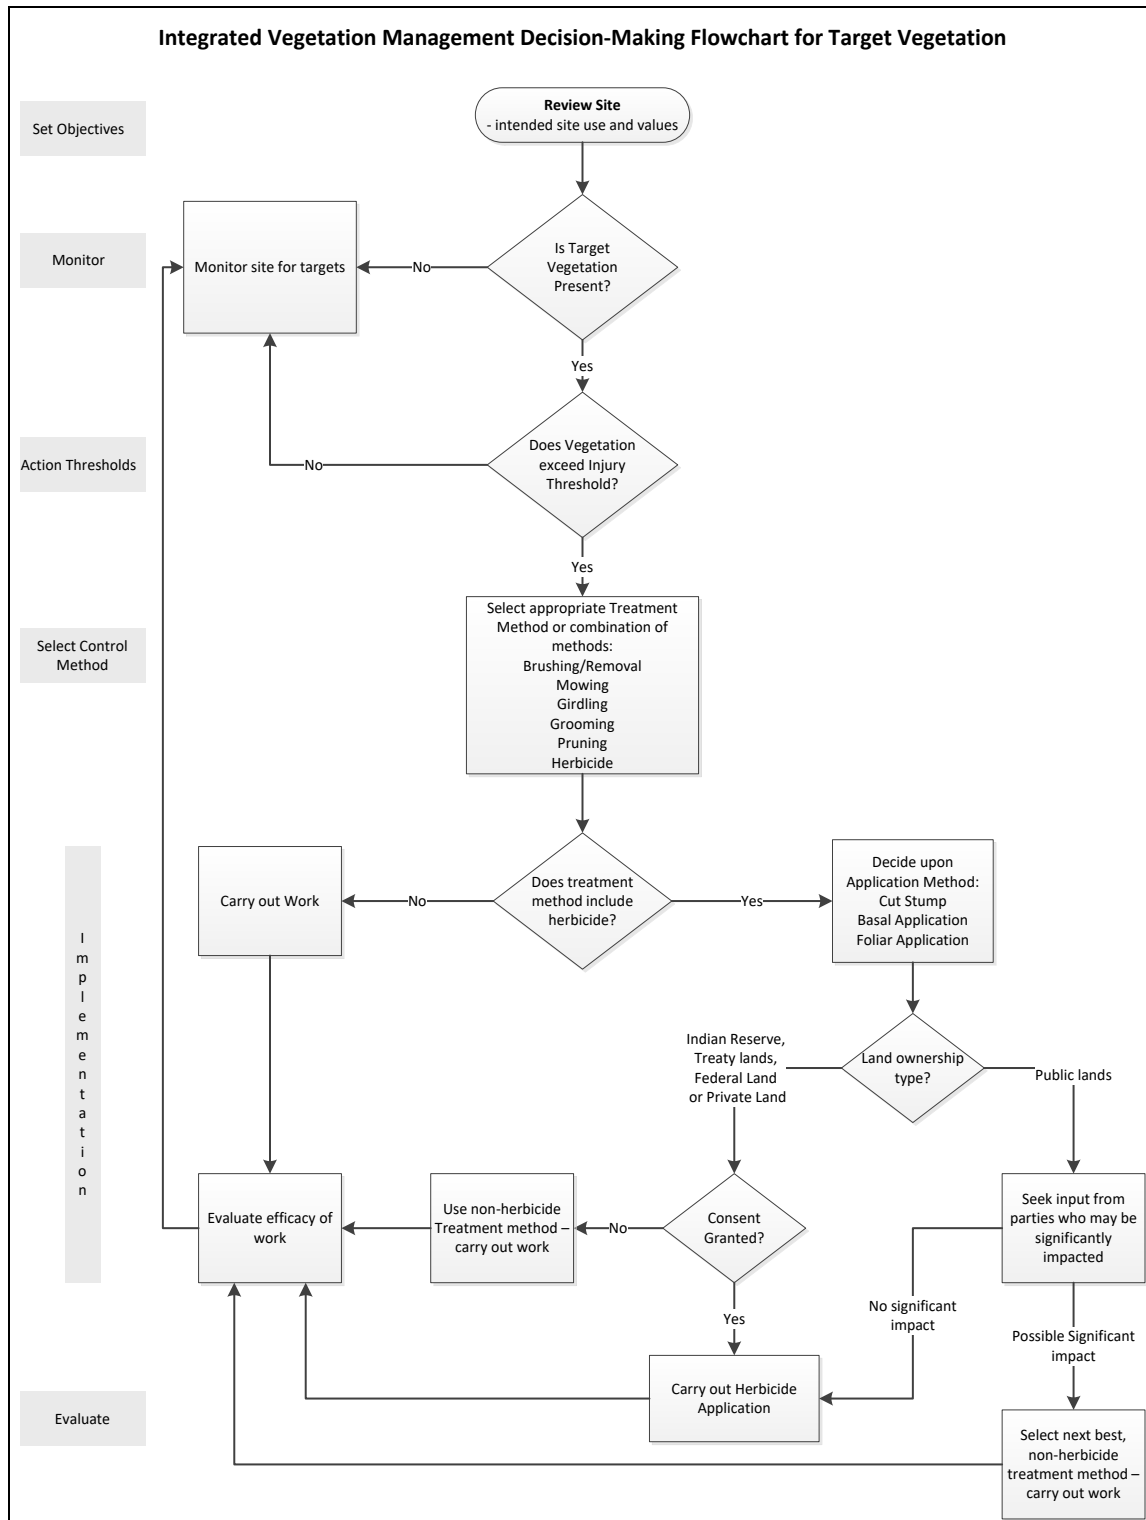 Integrated Vegetation Management Decision-Making Flowchart for Target Vegetation
Set Objectives
Review Site
- intended site use and values
Monitor
Monitor site for targets
No
Is Target
Vegetation
Present?
Yes
Action Thresholds
No
Does Vegetation
exceed Injury
Threshold?
Yes
Select Control
Method
Select appropriate Treatment
Method or combination of
methods:
Brushing/Removal
Mowing
Girdling
Grooming
Pruning
Herbicide
Implementation
Carry out Work
No
Does treatment
method include
herbicide?
Yes
Decide upon
Application Method:
Cut Stump
Basal Application
Foliar Application
Indian Reserve,
Treaty lands,
Federal Land
or Private Land
Land ownership
type?
Public lands
Evaluate efficacy of
work
Use non-herbicide
Treatment method –
carry out work
No
Consent
Granted?
Yes
Seek input from
parties who may be
significantly
impacted
No significant
impact
Possible Significant
impact
Evaluate
Carry out Herbicide
Application
Select next best,
non-herbicide
treatment method –
carry out work